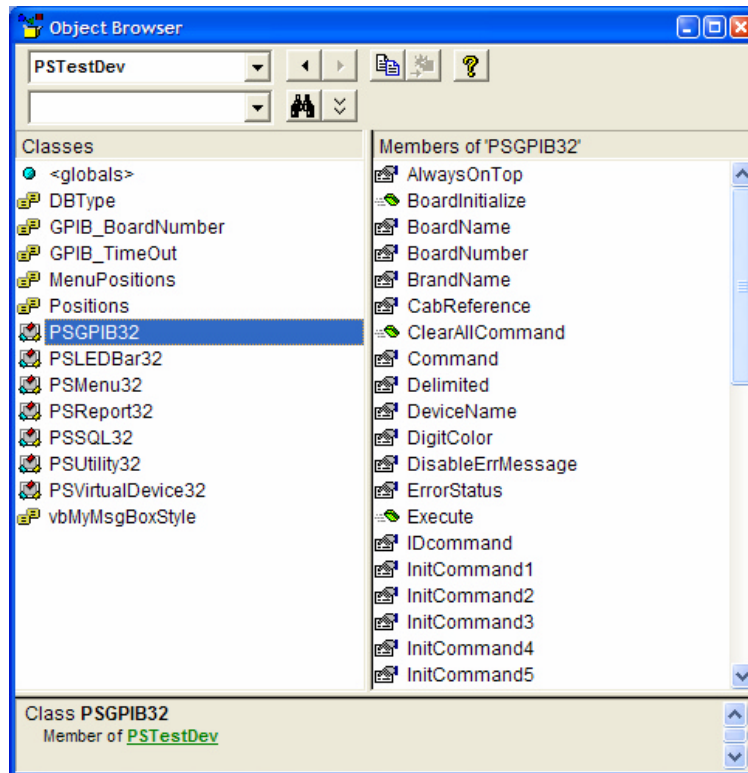 Object Browser
PSTestDev
Classes
<globals>
DBType
GPIB_BoardNumber
GPIB_TimeOut
MenuPositions
Positions
PSGPIB32
PSLEDBar32
PSMenu32
PSReport32
PSSQL32
PSUtility32
PSVirtualDevice32
vbMyMsgBoxStyle
Members of 'PSGPIB32'
AlwaysOnTop
BoardInitialize
BoardName
BoardNumber
BrandName
CabReference
ClearAllCommand
Command
Delimited
DeviceName
DigitColor
DisableErrMessage
ErrorStatus
Execute
IDcommand
InitCommand1
InitCommand2
InitCommand3
InitCommand4
InitCommand5
Class PSGPIB32
Member of PSTestDev